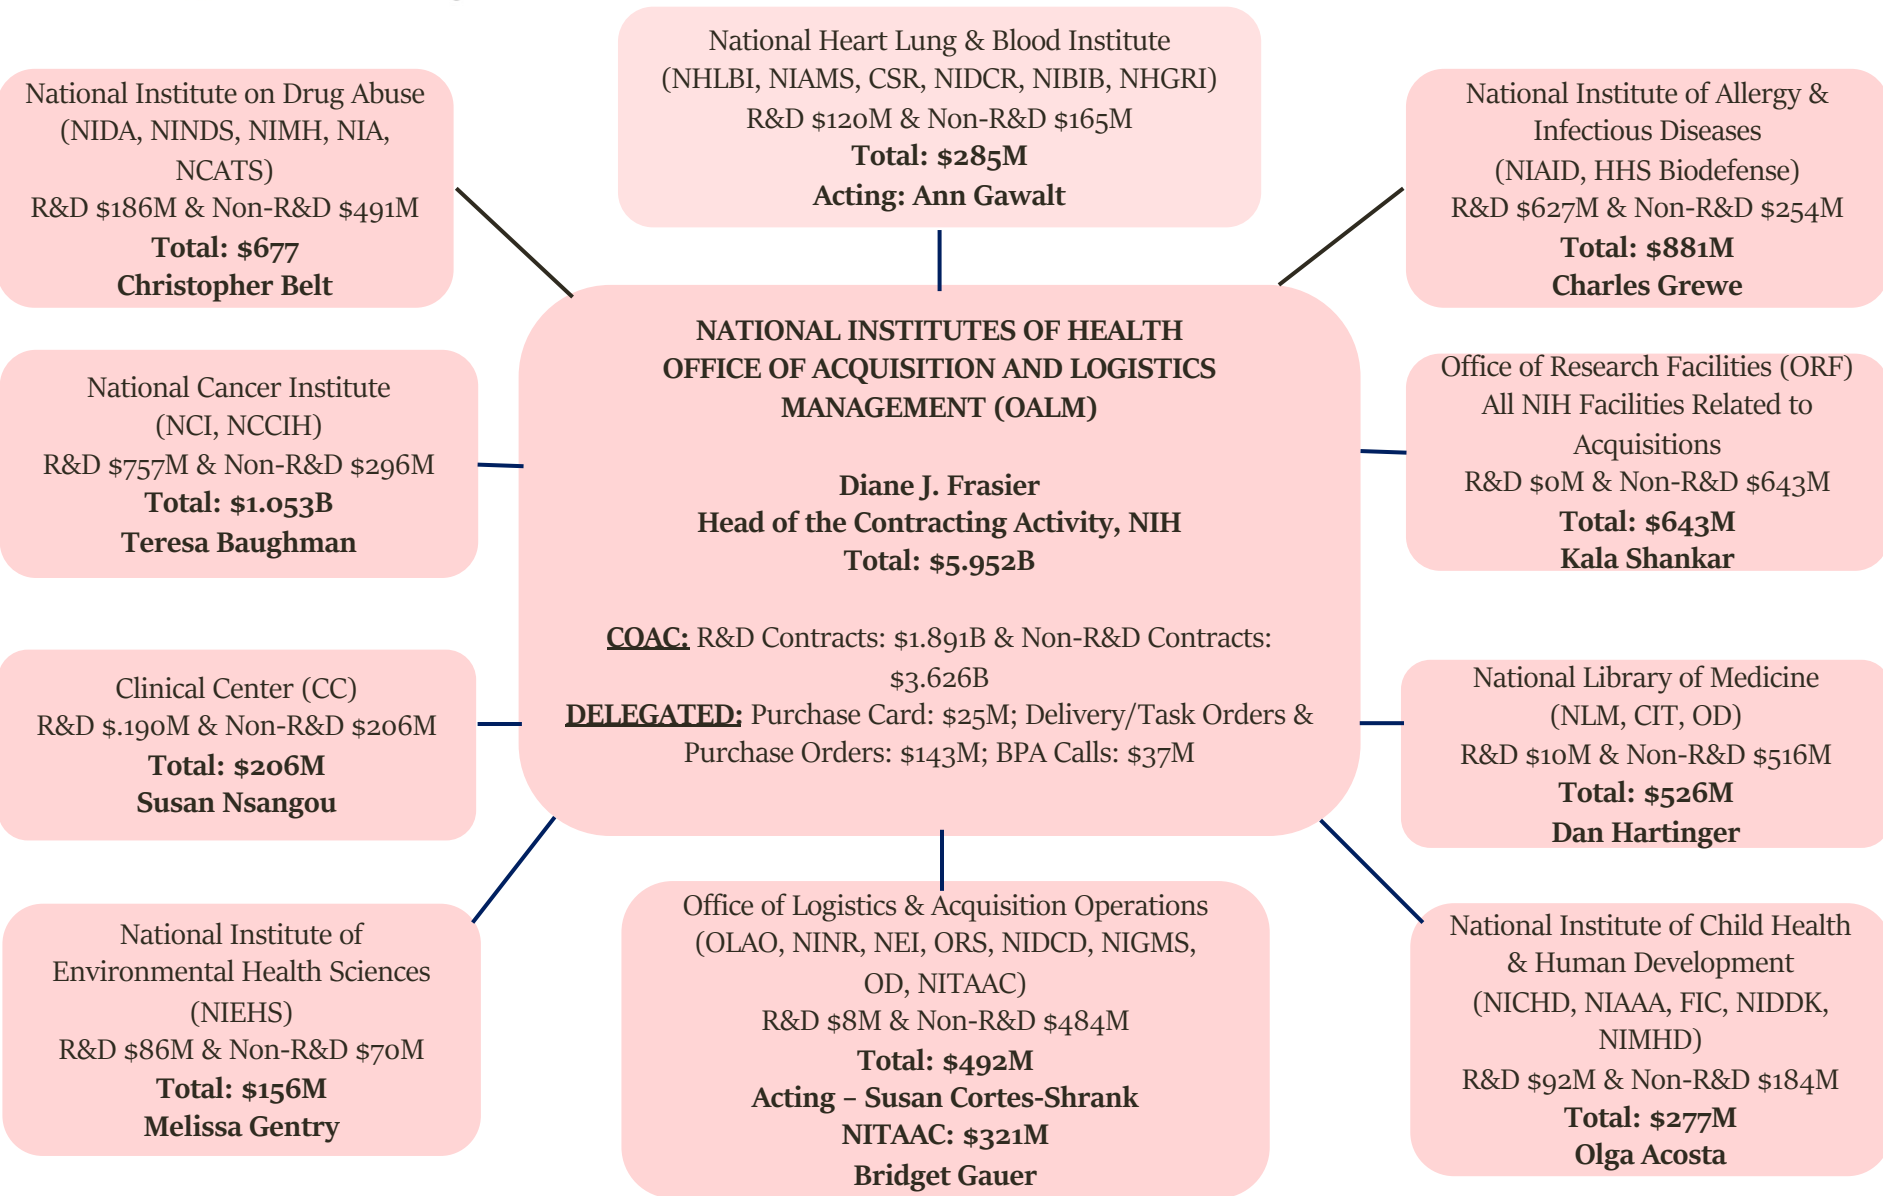 National Heart Lung & Blood Institute
(NHLBI, NIAMS, CSR, NIDCR, NIBIB, NHGRI)
R&D $120M & Non-R&D $165M
Total: $285M
Acting: Ann Gawalt
National Institute on Drug Abuse
(NIDA, NINDS, NIMH, NIA,
NCATS)
R&D $186M & Non-R&D $491M
Total: $677
Christopher Belt
National Institute of Allergy &
Infectious Diseases
(NIAID, HHS Biodefense)
R&D $627M & Non-R&D $254M
Total: $881M
Charles Grewe
NATIONAL INSTITUTES OF HEALTH
OFFICE OF ACQUISITION AND LOGISTICS
MANAGEMENT (OALM)
Diane J. Frasier
Head of the Contracting Activity, NIH
Total: $5.952B
COAC: R&D Contracts: $1.891B & Non-R&D Contracts:
$3.626B
DELEGATED: Purchase Card: $25M; Delivery/Task Orders &
Purchase Orders: $143M; BPA Calls: $37M
National Cancer Institute
(NCI, NCCIH)
R&D $757M & Non-R&D $296M
Total: $1.053B
Teresa Baughman
Office of Research Facilities (ORF)
All NIH Facilities Related to
Acquisitions
R&D $0M & Non-R&D $643M
Total: $643M
Kala Shankar
Clinical Center (CC)
R&D $.190M & Non-R&D $206M
Total: $206M
Susan Nsangou
National Library of Medicine
(NLM, CIT, OD)
R&D $10M & Non-R&D $516M
Total: $526M
Dan Hartinger
National Institute of
Environmental Health Sciences
(NIEHS)
R&D $86M & Non-R&D $70M
Total: $156M
Melissa Gentry
Office of Logistics & Acquisition Operations
(OLAO, NINR, NEI, ORS, NIDCD, NIGMS,
OD, NITAAC)
R&D $8M & Non-R&D $484M
Total: $492M
Acting – Susan Cortes-Shrank
NITAAC: $321M
Bridget Gauer
National Institute of Child Health
& Human Development
(NICHD, NIAAA, FIC, NIDDK,
NIMHD)
R&D $92M & Non-R&D $184M
Total: $277M
Olga Acosta